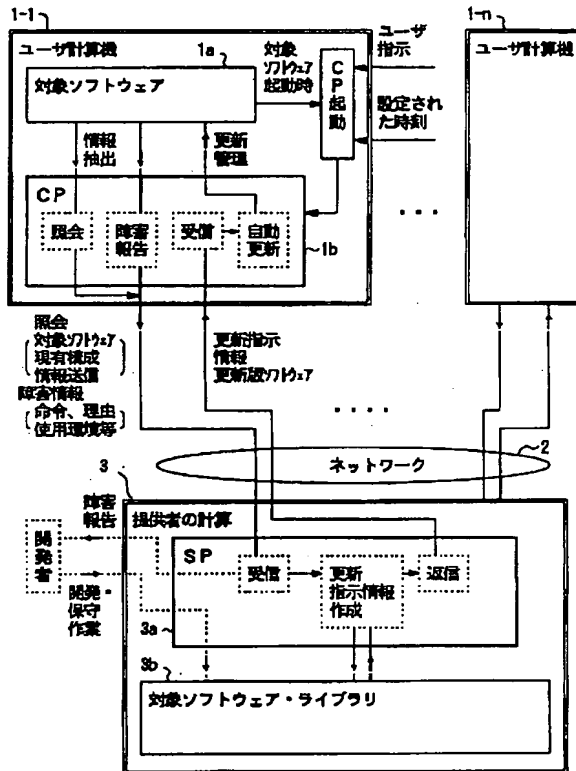 1-1
1-n
ユーザ計算機
ユーザ計算機
1a
対象
ソフトウェア
起動時
CP起動
ユーザ
指示
設定され
た時刻
対象ソフトウェア
情報
抽出
更新
管理
CP
照会
障害
報告
受信
自動
更新
1b
・・・
照会
対象ソフトウェア
現有構成
情報送信
障害情報
命令、理由
使用環境等
更新指示
情報
更新版ソフトウェア
・・・・
2
ネットワーク
3
障害
報告
提供者の計算
開発者
開発・
保守
作業
SP
受信
更新
指示情報
作成
返信
3a
3b
対象ソフトウェア・ライブラリ